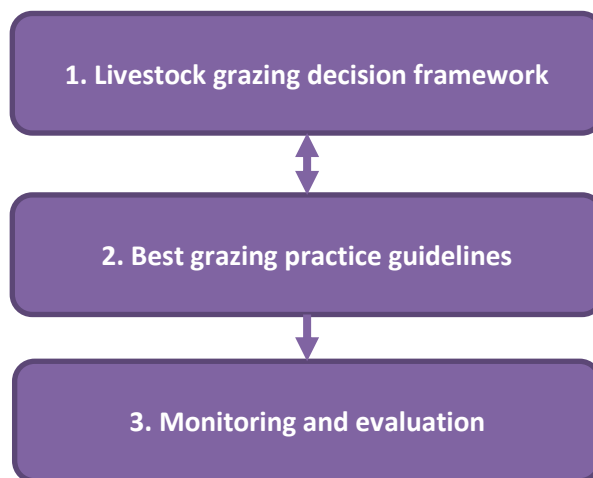 1. Livestock grazing decision framework
2. Best grazing practice guidelines
3. Monitoring and evaluation